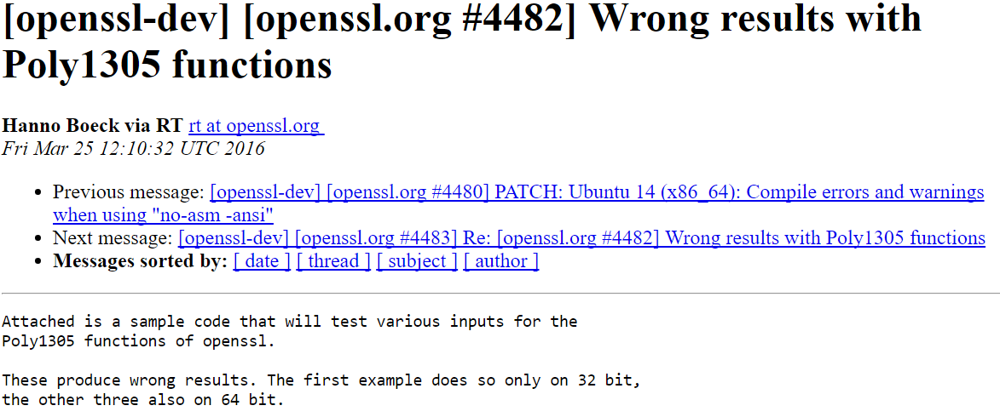 [openssl-dev] [openssl.org #4482] Wrong results with
Poly1305 functions
Hanno Boeck via RT rt at openssl.org
Fri Mar 25 12:10:32 UTC 2016
• Previous message: [openssl-dev] [openssl.org #4480] PATCH: Ubuntu 14 (x86_64): Compile errors and warnings
when using "no-asm -ansi"
• Next message: [openssl-dev] [openssl.org #4483] Re: [openssl.org #4482] Wrong results with Poly1305 functions
• Messages sorted by: [ date ] [ thread ] [ subject ] [ author ]
Attached is a sample code that will test various inputs for the
Poly1305 functions of openssl.
These produce wrong results. The first example does so only on 32 bit,
the other three also on 64 bit.